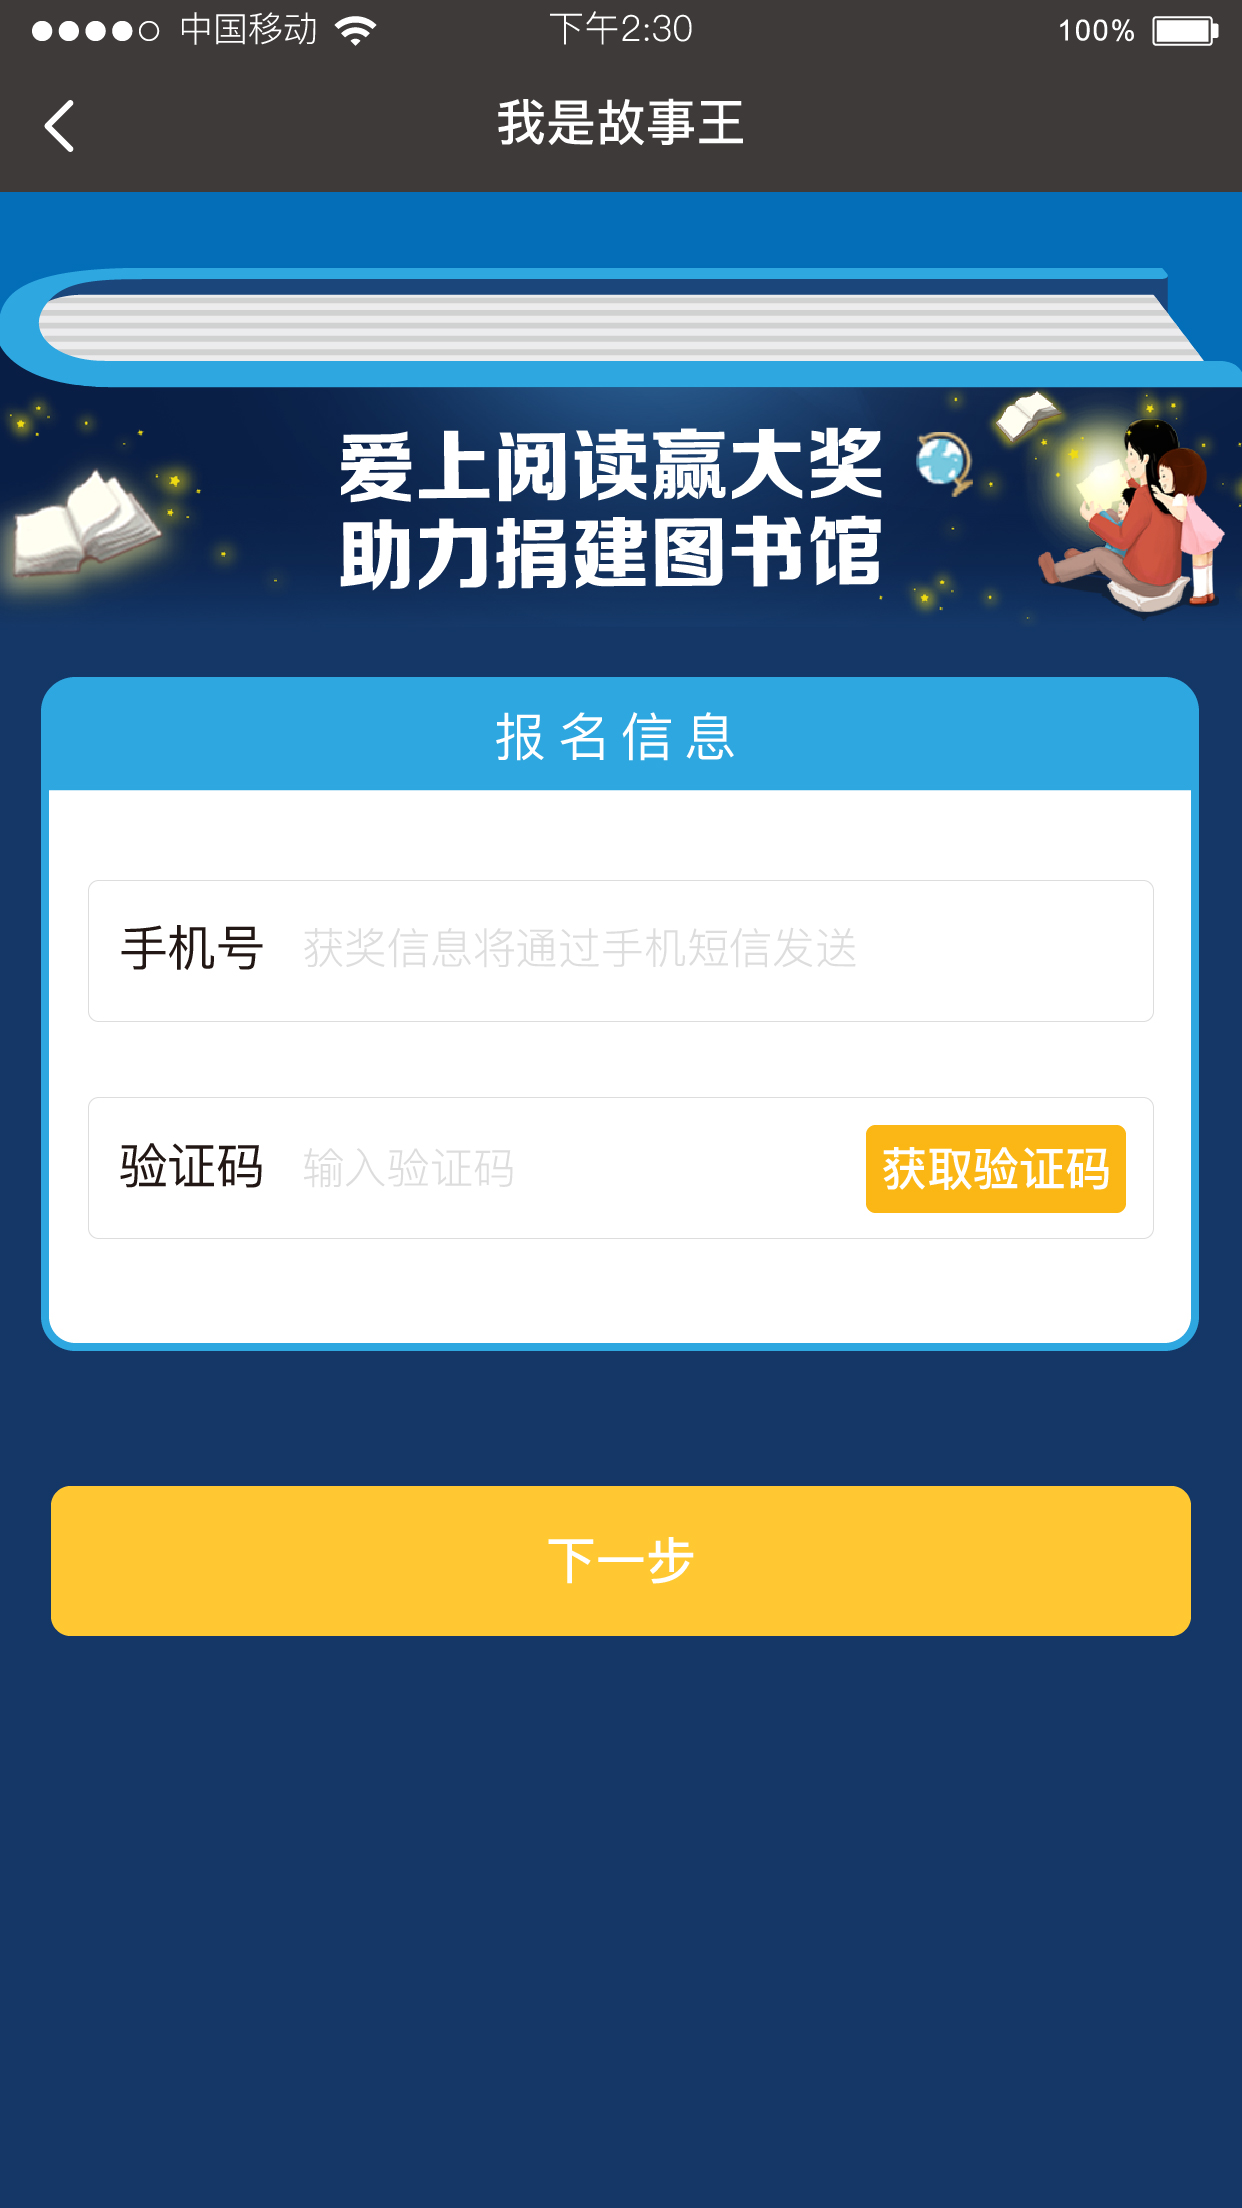 中国移动 下午2:30 100%
我是故事王
爱上阅读赢大奖
助力捐建图书馆
报名信息
手机号 获奖信息将通过手机短信发送
验证码 输入验证码 获取验证码
下一步